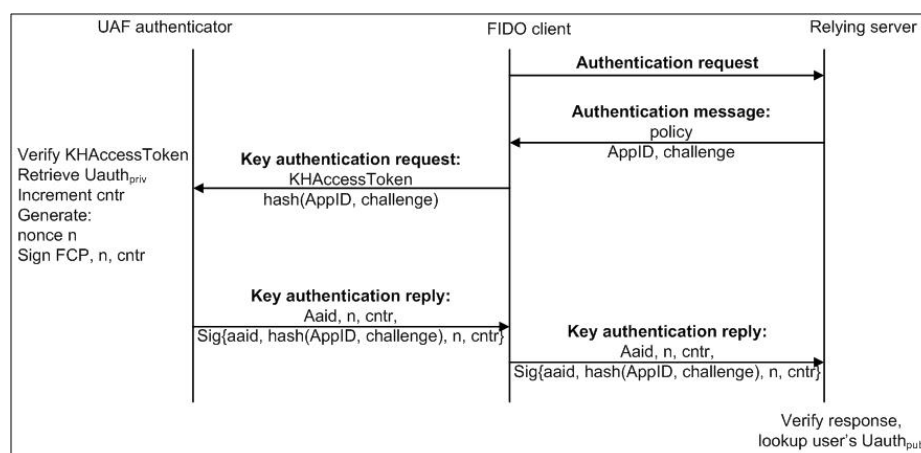 UAF authenticator
FIDO client
Relying server
Authentication request
Authentication message:
policy
AppID, challenge
Verify KHAccessToken
Retrieve Uauthpriv
Increment cntr
Generate:
nonce n
Sign FCP, n, cntr
Key authentication request:
KHAccessToken
hash(AppID, challenge)
Key authentication reply:
Aaid, n, cntr,
Sig{aaid, hash(AppID, challenge), n, cntr}
Key authentication reply:
Aaid, n, cntr,
Sig{aaid, hash(AppID, challenge), n, cntr}
Verify response,
lookup user's Uauthpub